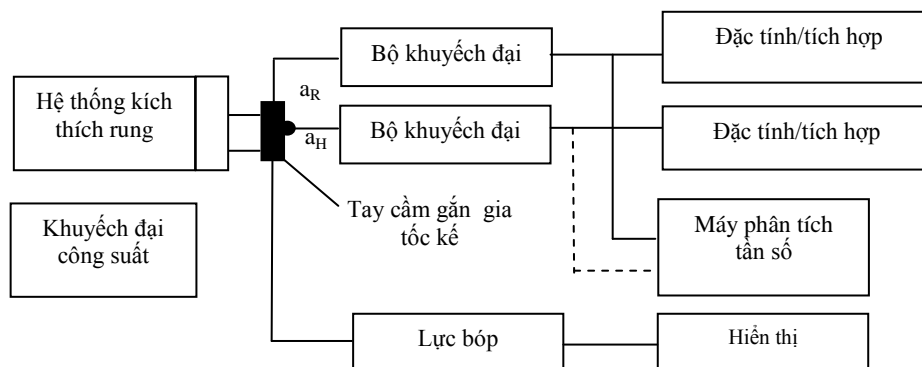 Bộ khuyếch đại
Đặc tính/tích hợp
Hệ thống kích
thích rung
a_R
Bộ khuyếch đại
Đặc tính/tích hợp
a_H
Khuyếch đại
công suất
Tay cầm gắn gia
tốc kế
Máy phân tích
tần số
Lực bóp
Hiển thị